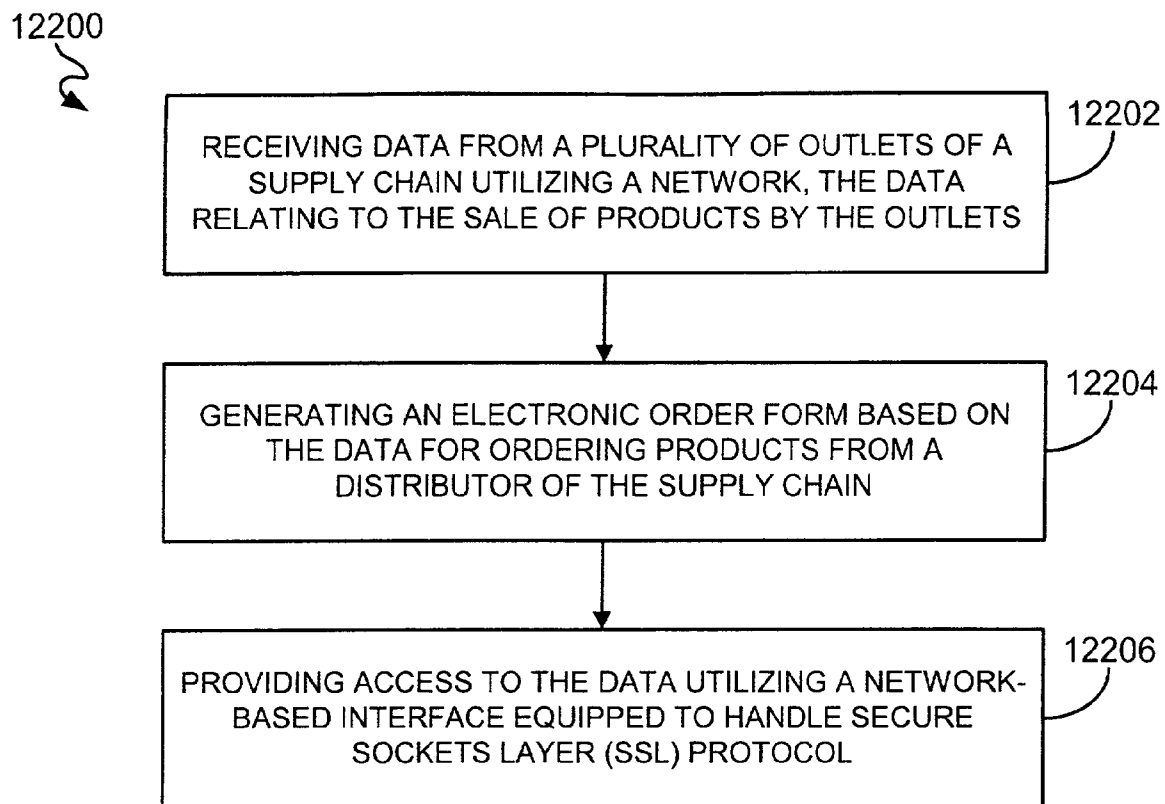 12200
12202
RECEIVING DATA FROM A PLURALITY OF OUTLETS OF A
SUPPLY CHAIN UTILIZING A NETWORK, THE DATA
RELATING TO THE SALE OF PRODUCTS BY THE OUTLETS
12204
GENERATING AN ELECTRONIC ORDER FORM BASED ON
THE DATA FOR ORDERING PRODUCTS FROM A
DISTRIBUTOR OF THE SUPPLY CHAIN
12206
PROVIDING ACCESS TO THE DATA UTILIZING A NETWORK-
BASED INTERFACE EQUIPPED TO HANDLE SECURE
SOCKETS LAYER (SSL) PROTOCOL